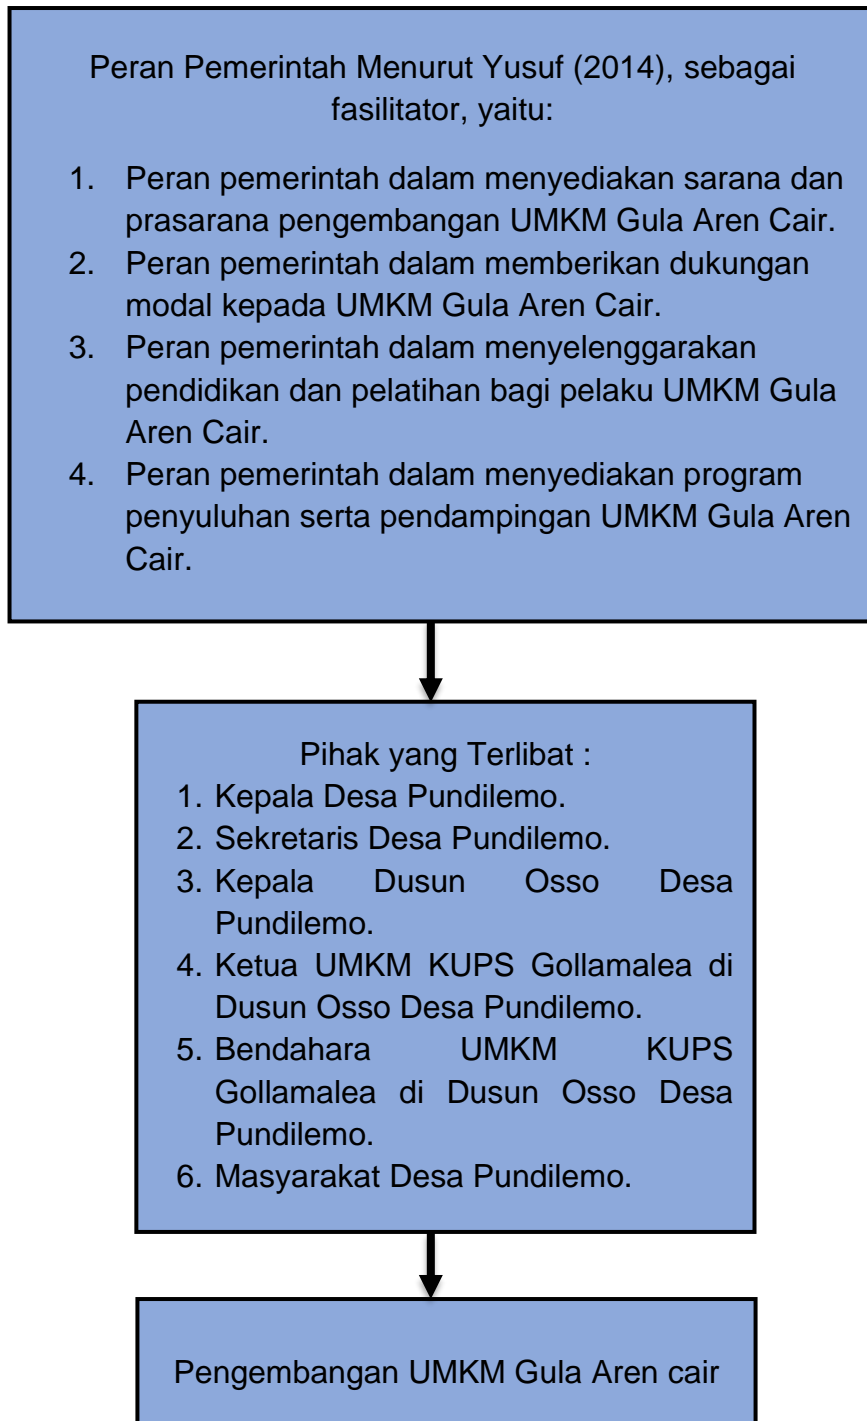 Peran Pemerintah Menurut Yusuf (2014), sebagai
fasilitator, yaitu:
1. Peran pemerintah dalam menyediakan sarana dan
prasarana pengembangan UMKM Gula Aren Cair.
2. Peran pemerintah dalam memberikan dukungan
modal kepada UMKM Gula Aren Cair.
3. Peran pemerintah dalam menyelenggarakan
pendidikan dan pelatihan bagi pelaku UMKM Gula
Aren Cair.
4. Peran pemerintah dalam menyediakan program
penyuluhan serta pendampingan UMKM Gula Aren
Cair.
Pihak yang Terlibat :
1. Kepala Desa Pundilemo.
2. Sekretaris Desa Pundilemo.
3. Kepala Dusun Osso Desa
Pundilemo.
4. Ketua UMKM KUPS Gollamalea di
Dusun Osso Desa Pundilemo.
5. Bendahara UMKM KUPS
Gollamalea di Dusun Osso Desa
Pundilemo.
6. Masyarakat Desa Pundilemo.
Pengembangan UMKM Gula Aren cair